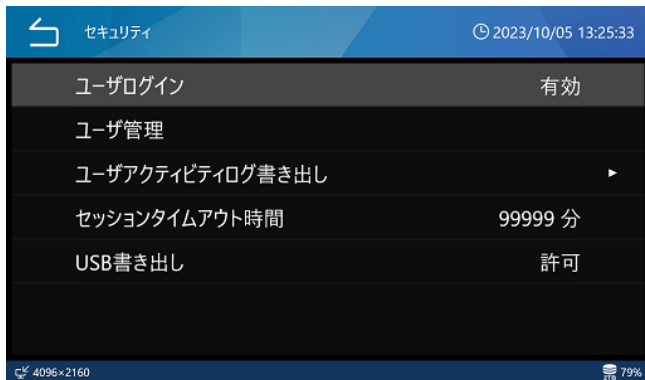 セキュリティ 2023/10/05 13:25:33
ユーザログイン 有効
ユーザ管理
ユーザアクティビティログ書き出し
セッションタイムアウト時間 99999 分
USB書き出し 許可
4096×2160 2TB 79%